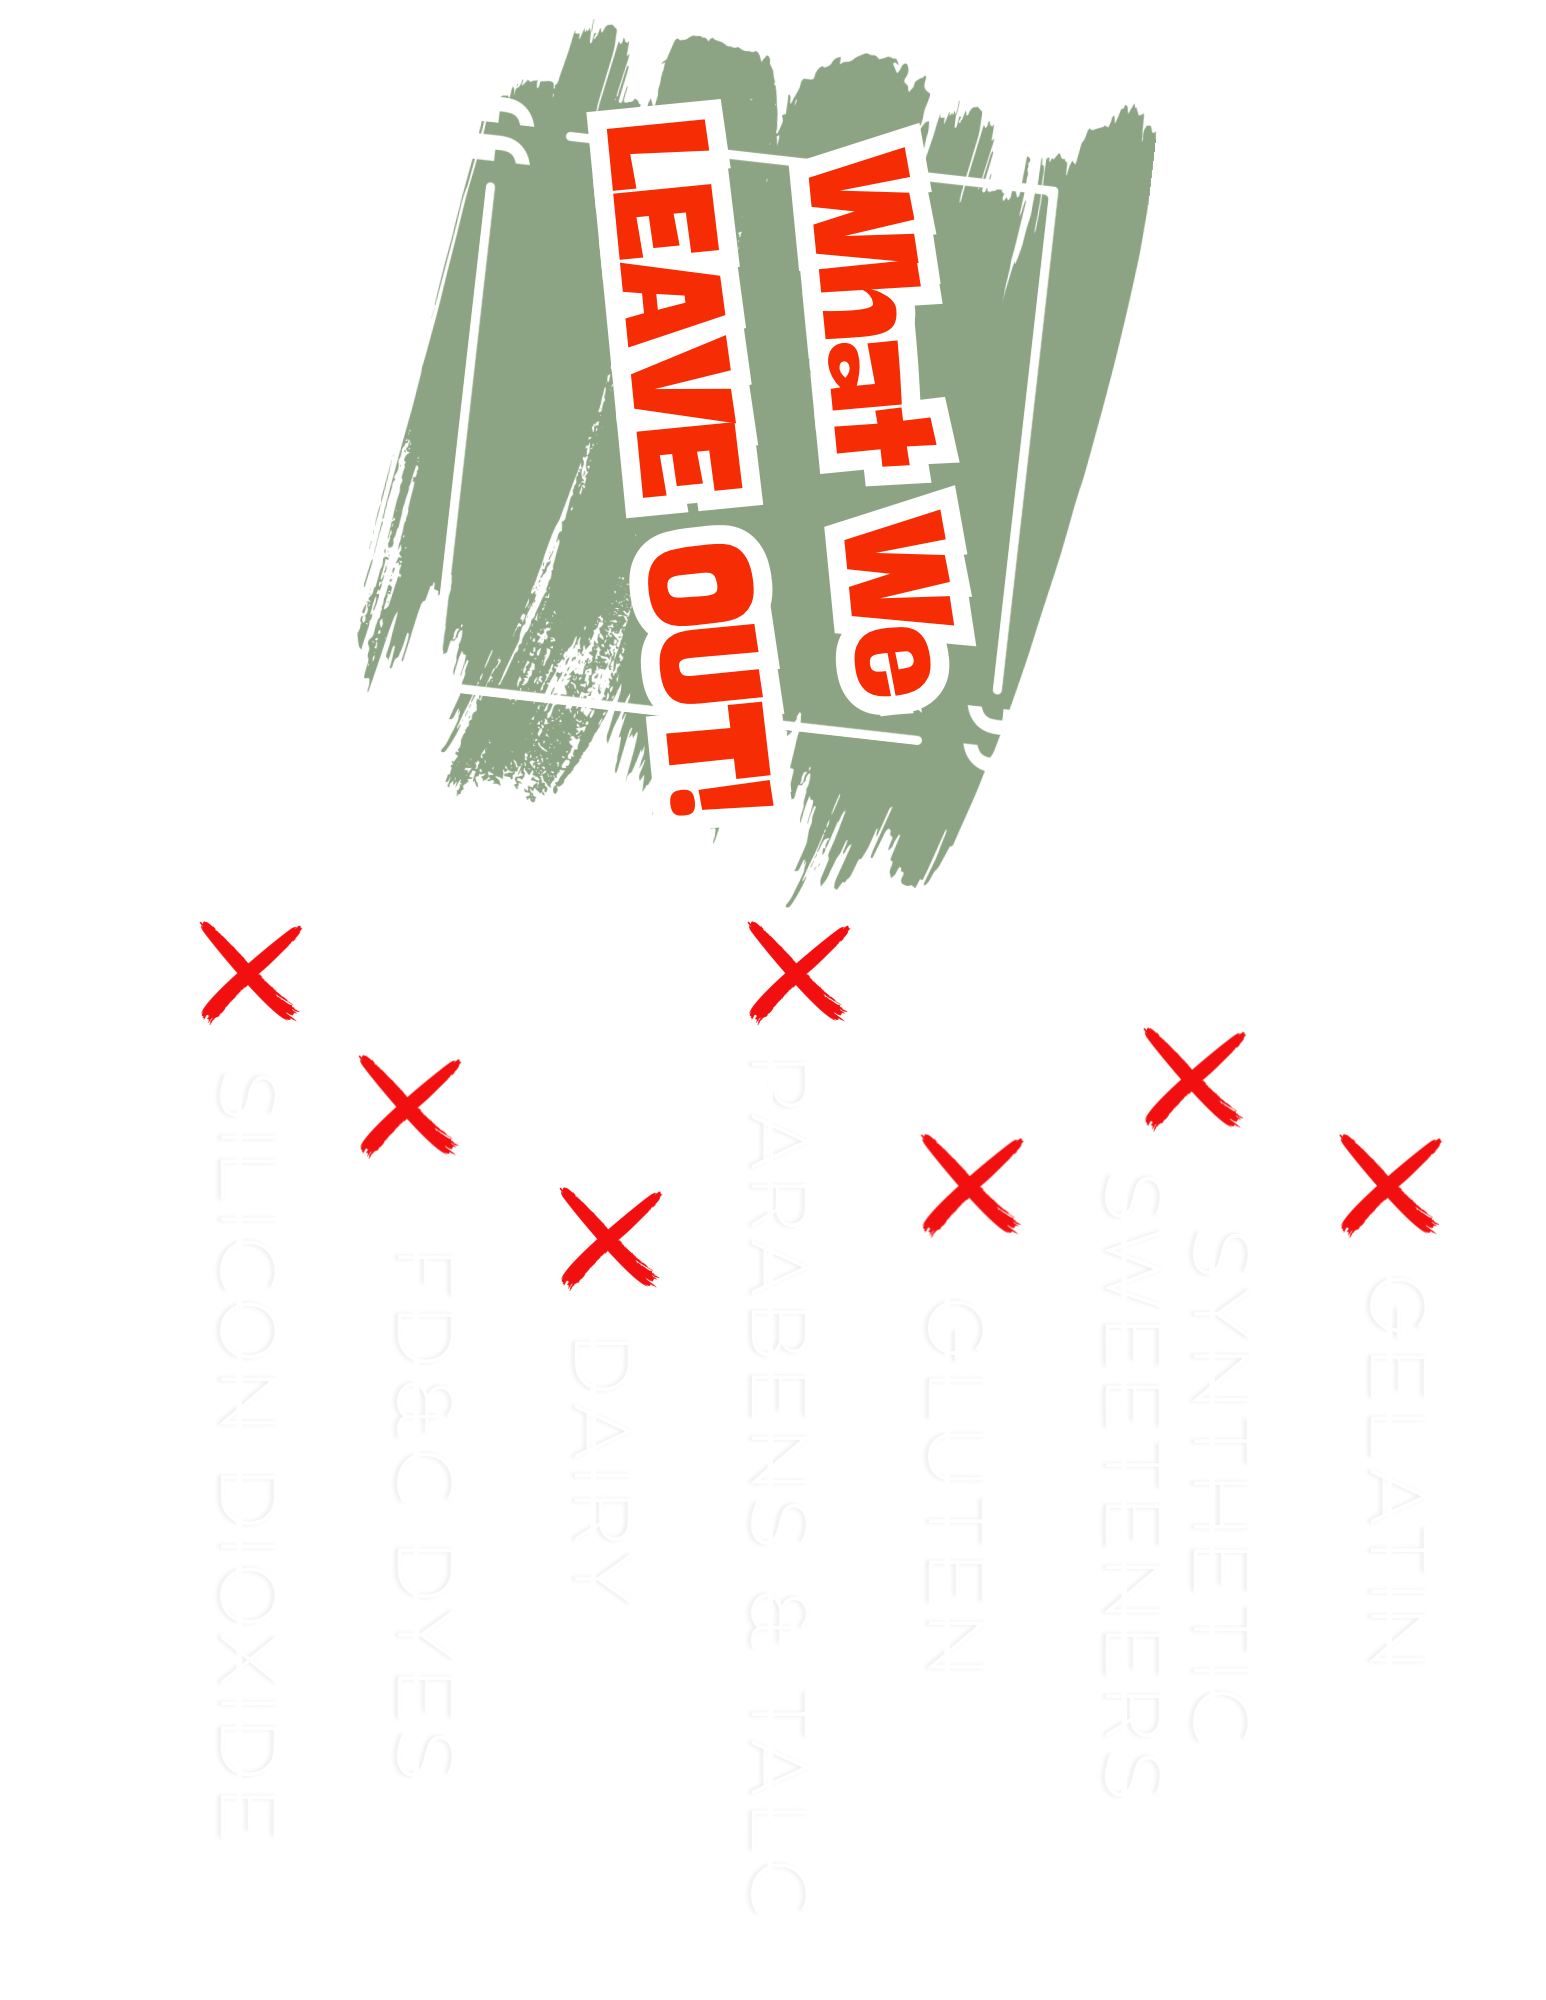 What We
LEAVE OUT!
GELATIN
SYNTHETIC
SWEETENERS
GLUTEN
PARABENS & TALC
DAIRY
FD&C DYES
SILICON DIOXIDE